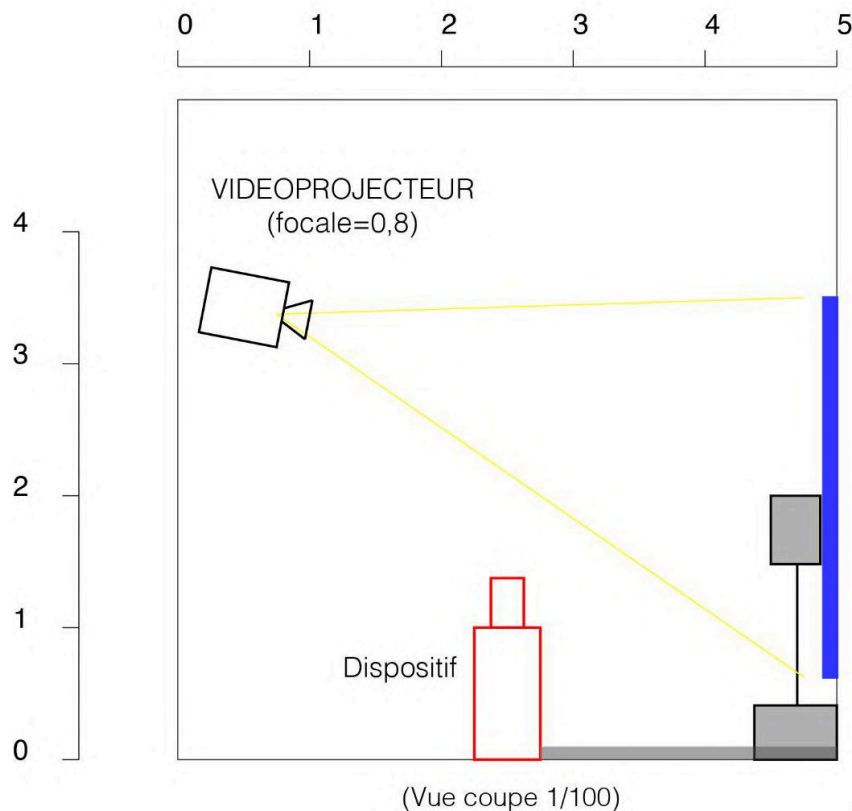 0 1 2 3 4 5
VIDEOPROJECTEUR
(focale=0,8)
4
3
2
1
Dispositif
0
(Vue coupe 1/100)